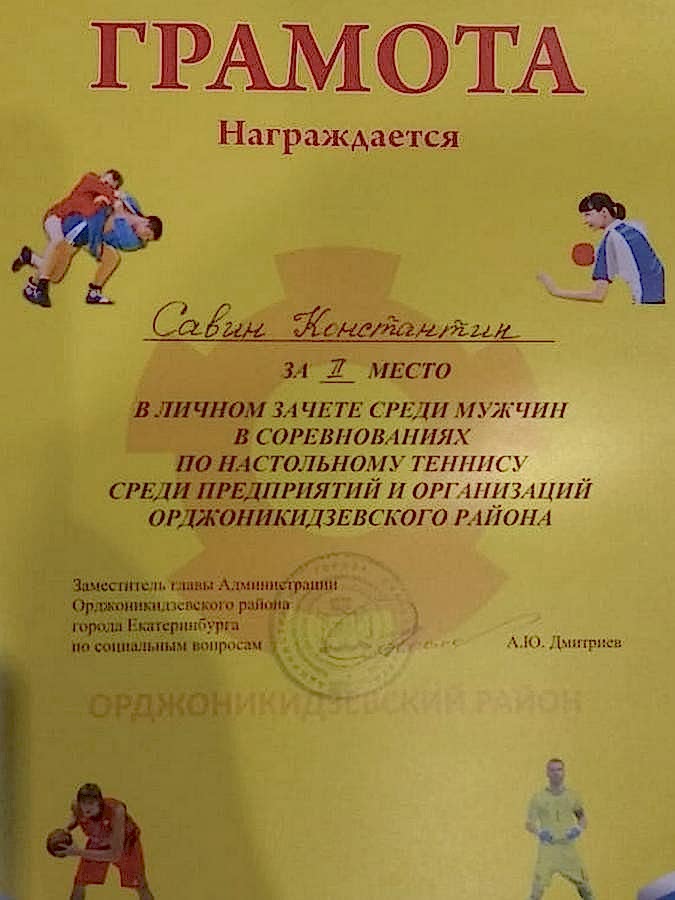 ГРАМОТА
Награждается
Савин Константин
ЗА II МЕСТО
В ЛИЧНОМ ЗАЧЕТЕ СРЕДИ МУЖЧИН
В СОРЕВНОВАНИЯХ
ПО НАСТОЛЬНОМУ ТЕННИСУ
СРЕДИ ПРЕДПРИЯТИЙ И ОРГАНИЗАЦИЙ
ОРДЖОНИКИДЗЕВСКОГО РАЙОНА
Заместитель главы Администрации
Орджоникидзевского района
города Екатеринбурга
по социальным вопросам А.Ю. Дмитриев
ОРДЖОНИКИДЗЕВСКИЙ РАЙОН